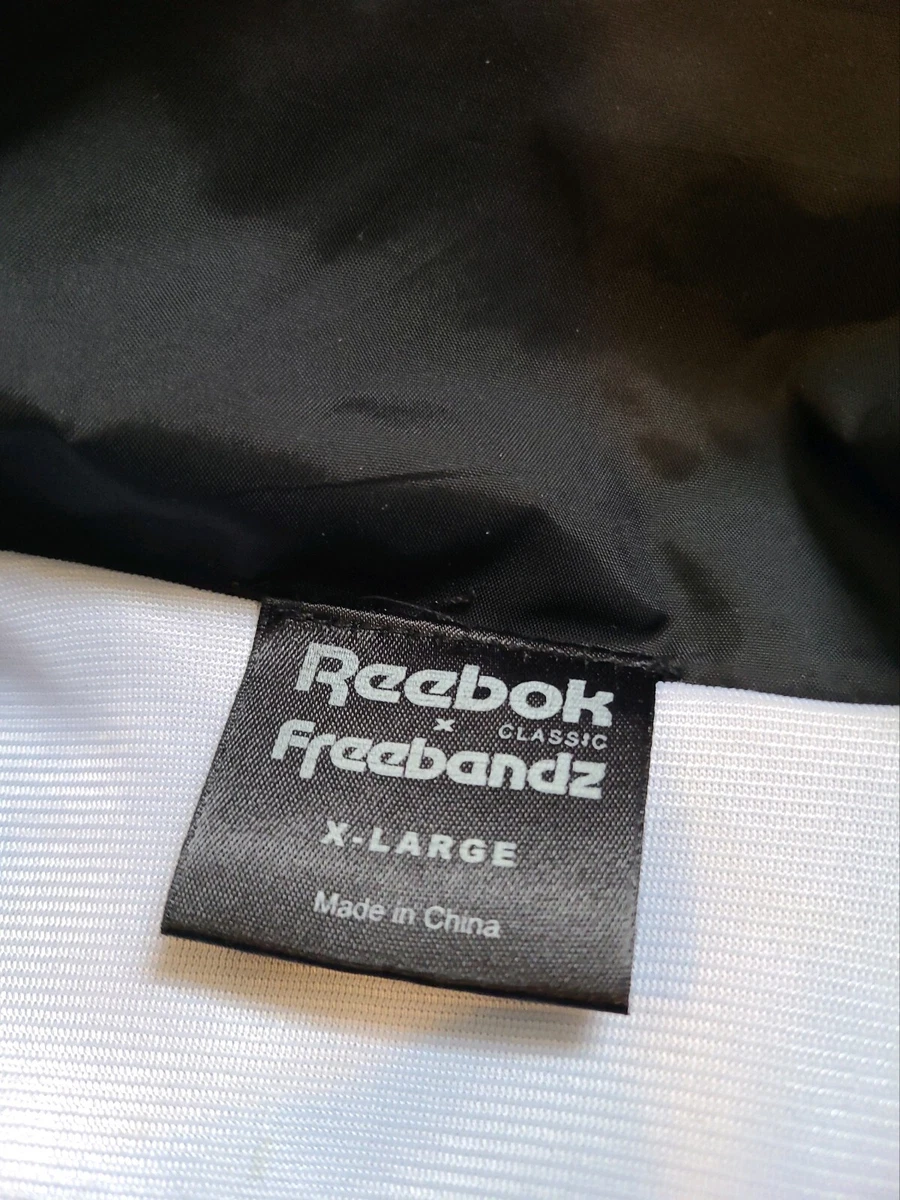 Reebok
CLASSIC
x
Freebandz
X-LARGE
Made in China